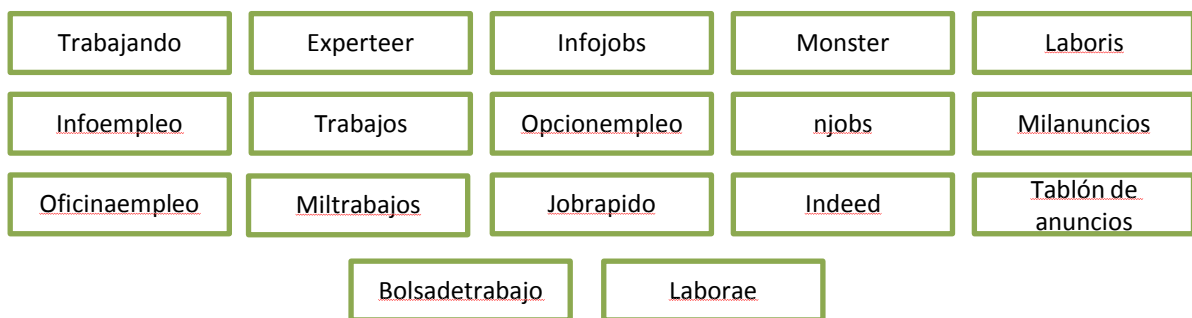 Trabajando
Experteer
Infojobs
Monster
Laboris
Infoempleo
Trabajos
Opcionempleo
njobs
Milanuncios
Oficinaempleo
Miltrabajos
Jobrapido
Indeed
Tablón de
anuncios
Bolsadetrabajo
Laborae